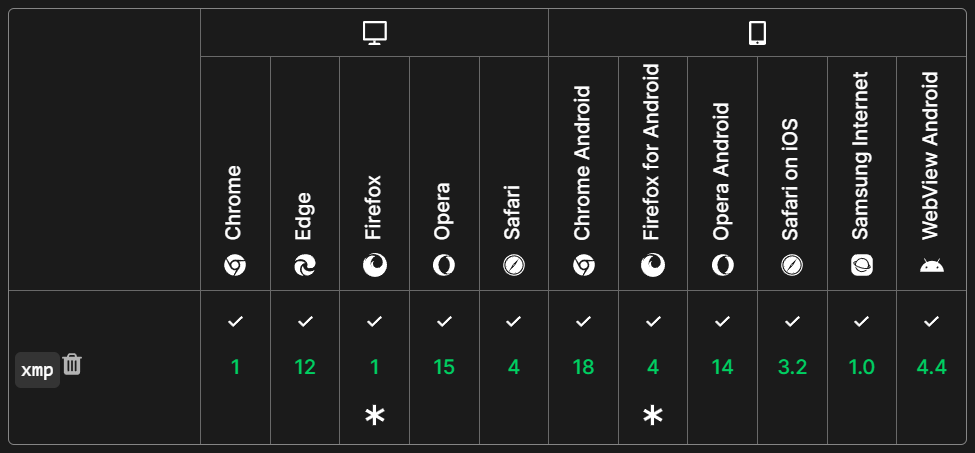 Chrome
Edge
Firefox
Opera
Safari
Chrome Android
Firefox for Android
Opera Android
Safari on iOS
Samsung Internet
WebView Android
xmp
1
12
1
15
4
18
4
14
3.2
1.0
4.4
*
*